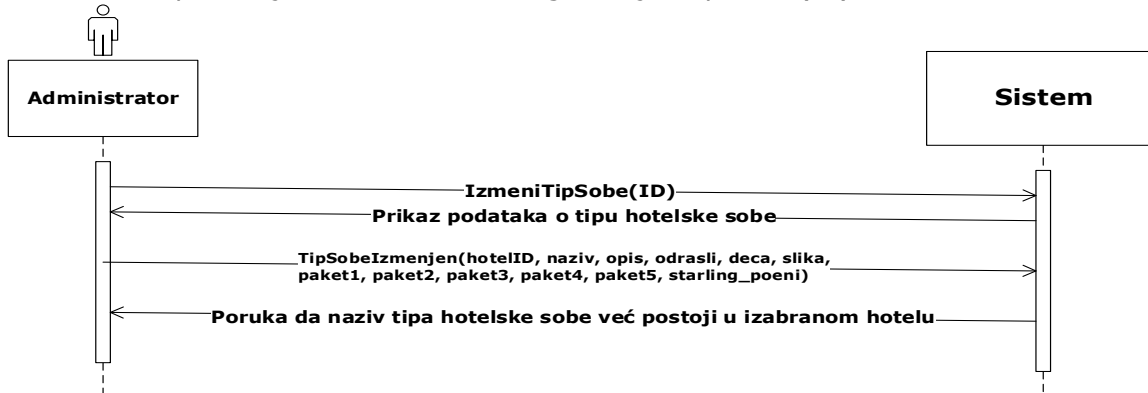 Administrator
Sistem
IzmeniTipSobe(ID)
Prikaz podataka o tipu hotelske sobe
TipSobeIzmenjen(hotelID, naziv, opis, odrasli, deca, slika,
paket1, paket2, paket3, paket4, paket5, starling_poeni)
Poruka da naziv tipa hotelske sobe već postoji u izabranom hotelu